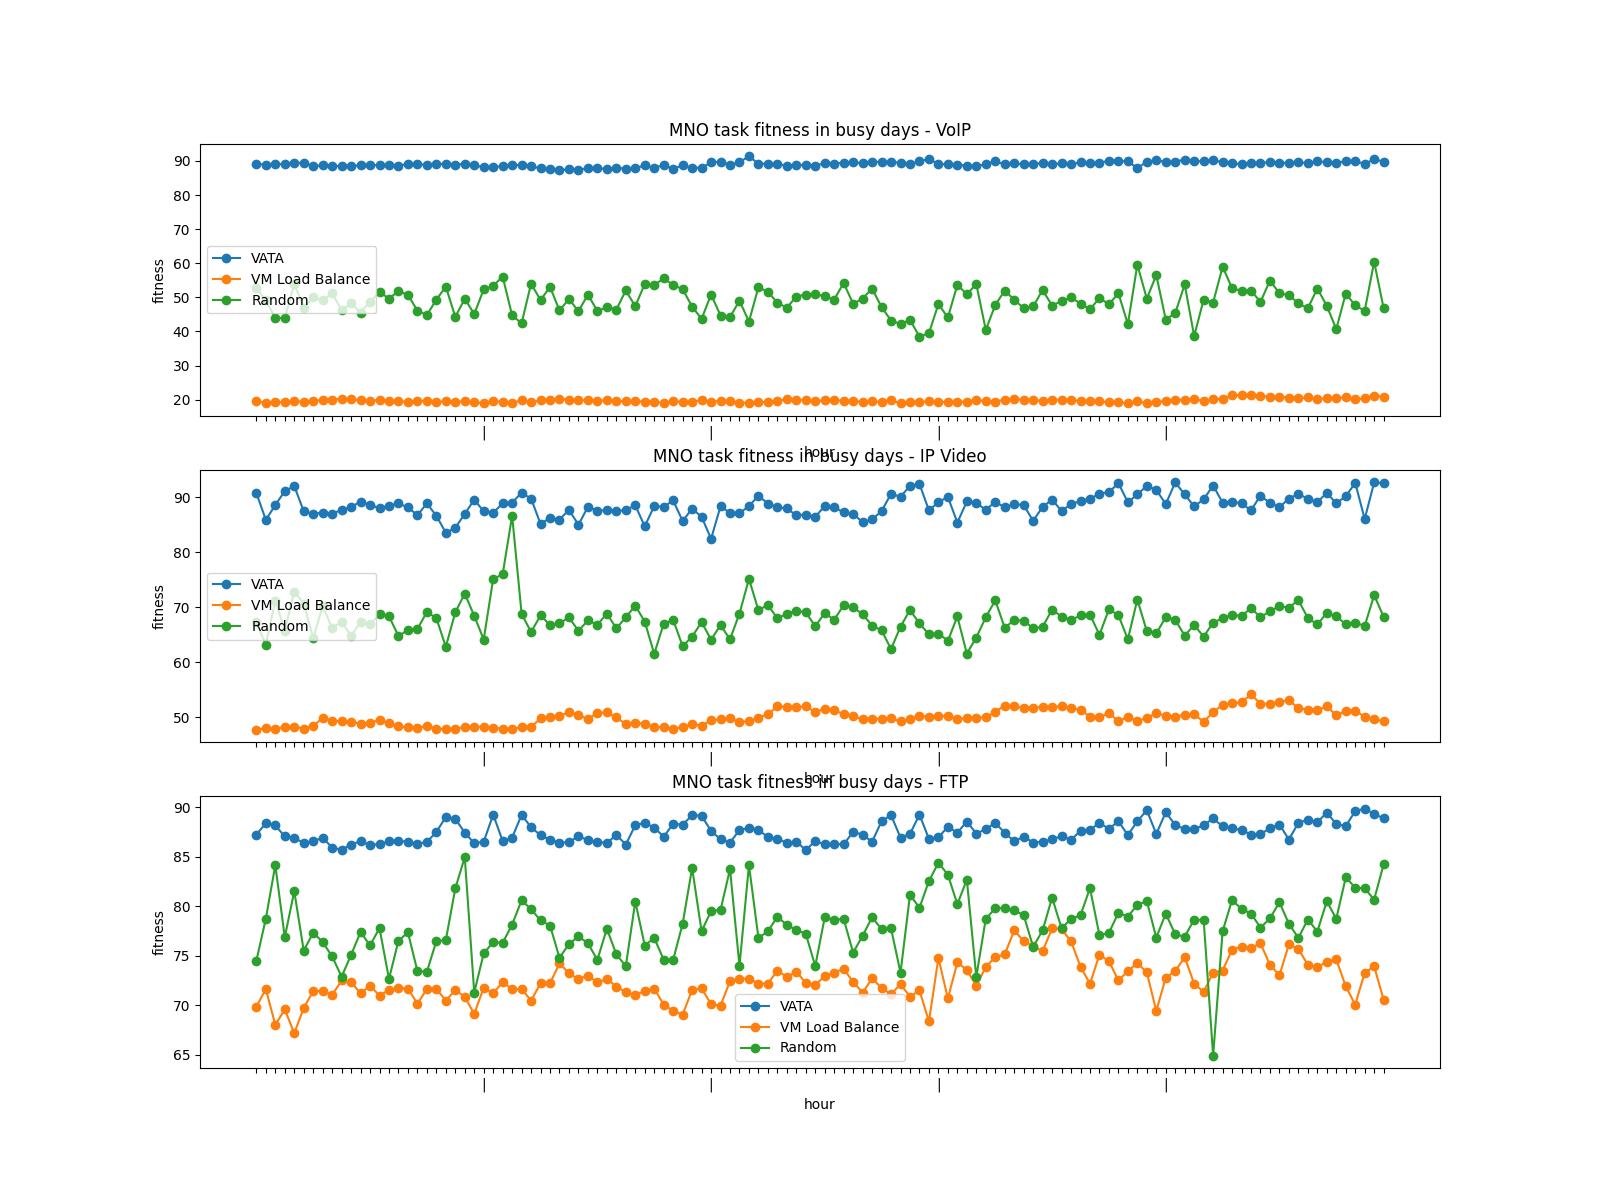 MNO task fitness in busy days - VoIP
fitness
90
80
70
60
50
40
30
20
VATA
VM Load Balance
Random
|
|
|
|
hour
MNO task fitness in busy days - IP Video
fitness
90
80
70
60
50
VATA
VM Load Balance
Random
|
|
|
|
hour
MNO task fitness in busy days - FTP
fitness
90
85
80
75
70
65
VATA
VM Load Balance
Random
|
|
|
|
hour